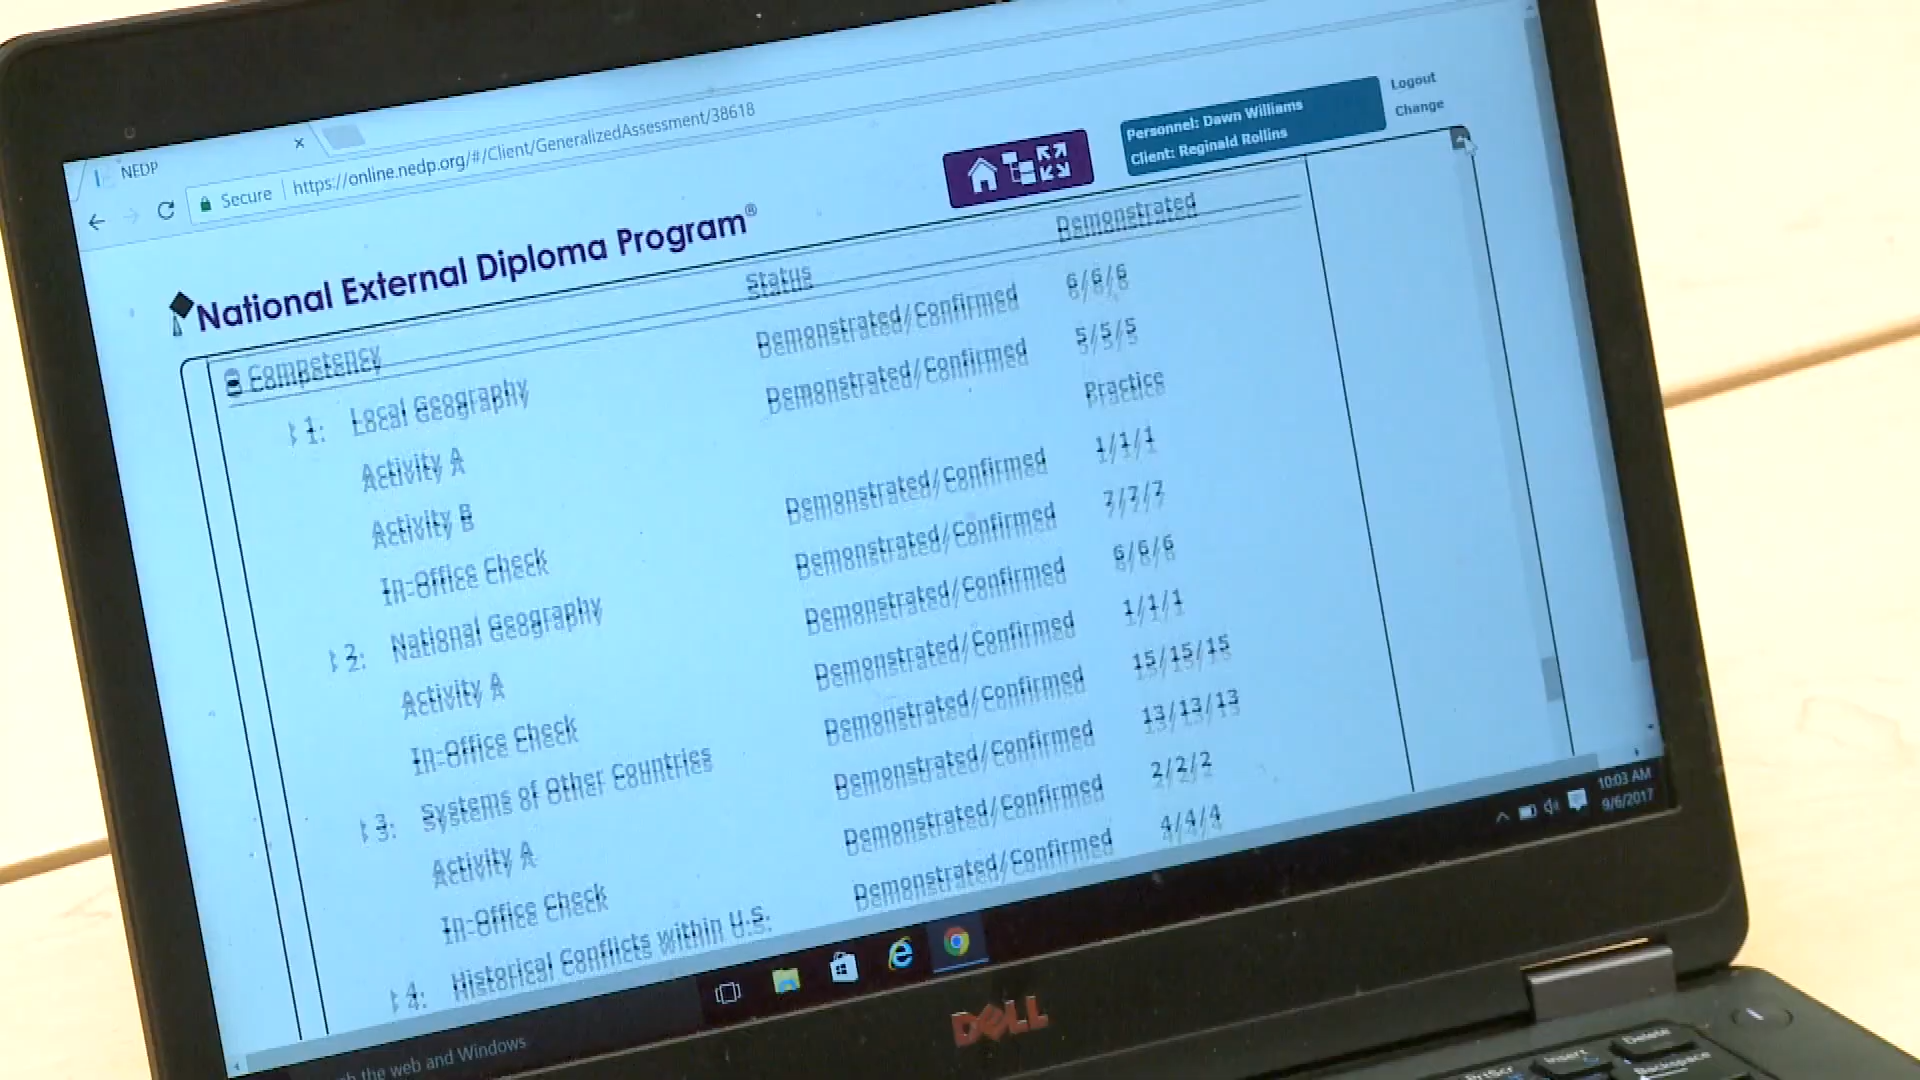 NEDP
Secure https://online.nedp.org/#/Client/GeneralizedAssessment/38618
Logout
Change
Personnel: Dawn Williams
Client: Reginald Rollins
National External Diploma Program®
Competency Status Demonstrated
1: Local Geography Demonstrated/Confirmed 6/6/6
Activity A Demonstrated/Confirmed 5/5/5
Activity B Practice
In-Office Check Demonstrated/Confirmed 1/1/1
2: National Geography Demonstrated/Confirmed 7/7/7
Activity A Demonstrated/Confirmed 6/6/6
In-Office Check Demonstrated/Confirmed 1/1/1
3: Systems of Other Countries Demonstrated/Confirmed 15/15/15
Activity A Demonstrated/Confirmed 13/13/13
In-Office Check Demonstrated/Confirmed 2/2/2
4: Historical Conflicts within U.S. Demonstrated/Confirmed 4/4/4
the web and Windows
10:03 AM
9/6/2017
DELL
PrtScr
Insert
Delete
Backspace